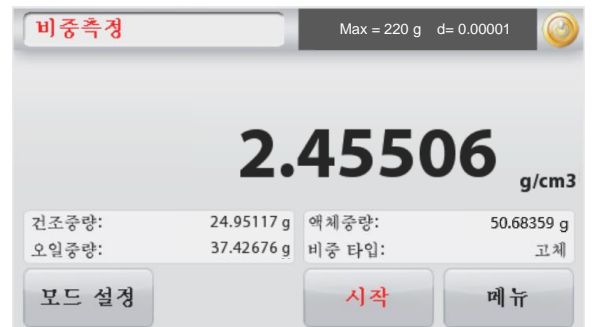 비중측정
Max = 220 g d= 0.00001
2.45506 g/cm3
건조중량: 24.95117 g 액체중량: 50.68359 g
오일중량: 37.42676 g 비중 타입: 고체
모드 설정 시작 메뉴